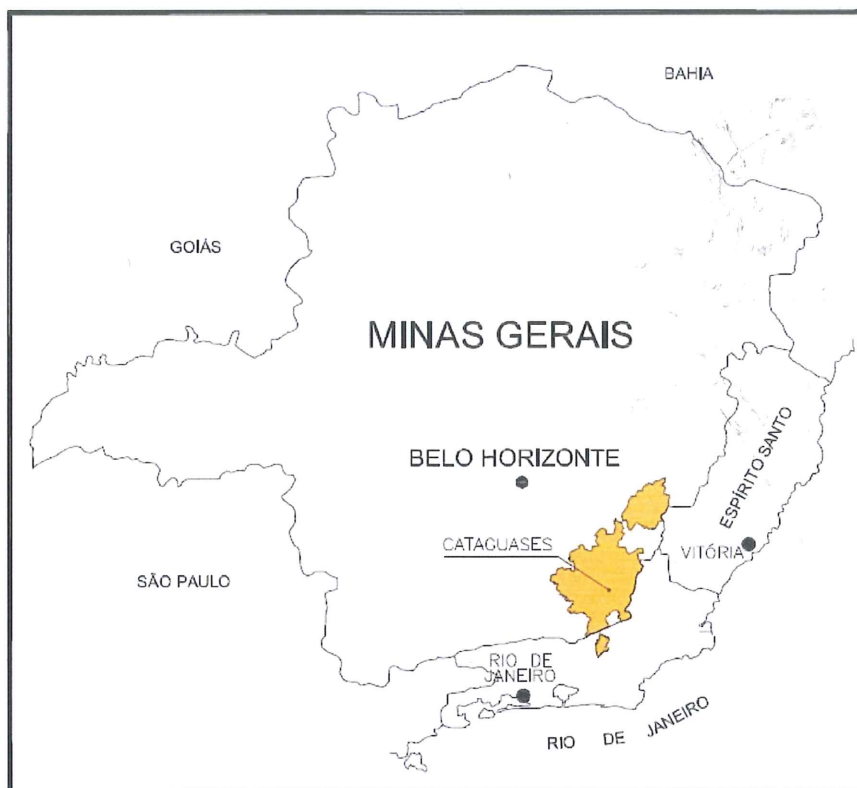 BAHIA
GOIÁS
MINAS GERAIS
BELO HORIZONTE
ESPÍRITO SANTO
CATAGUASES
VITÓRIA
SÃO PAULO
RIO DE
JANEIRO
RIO DE JANEIRO